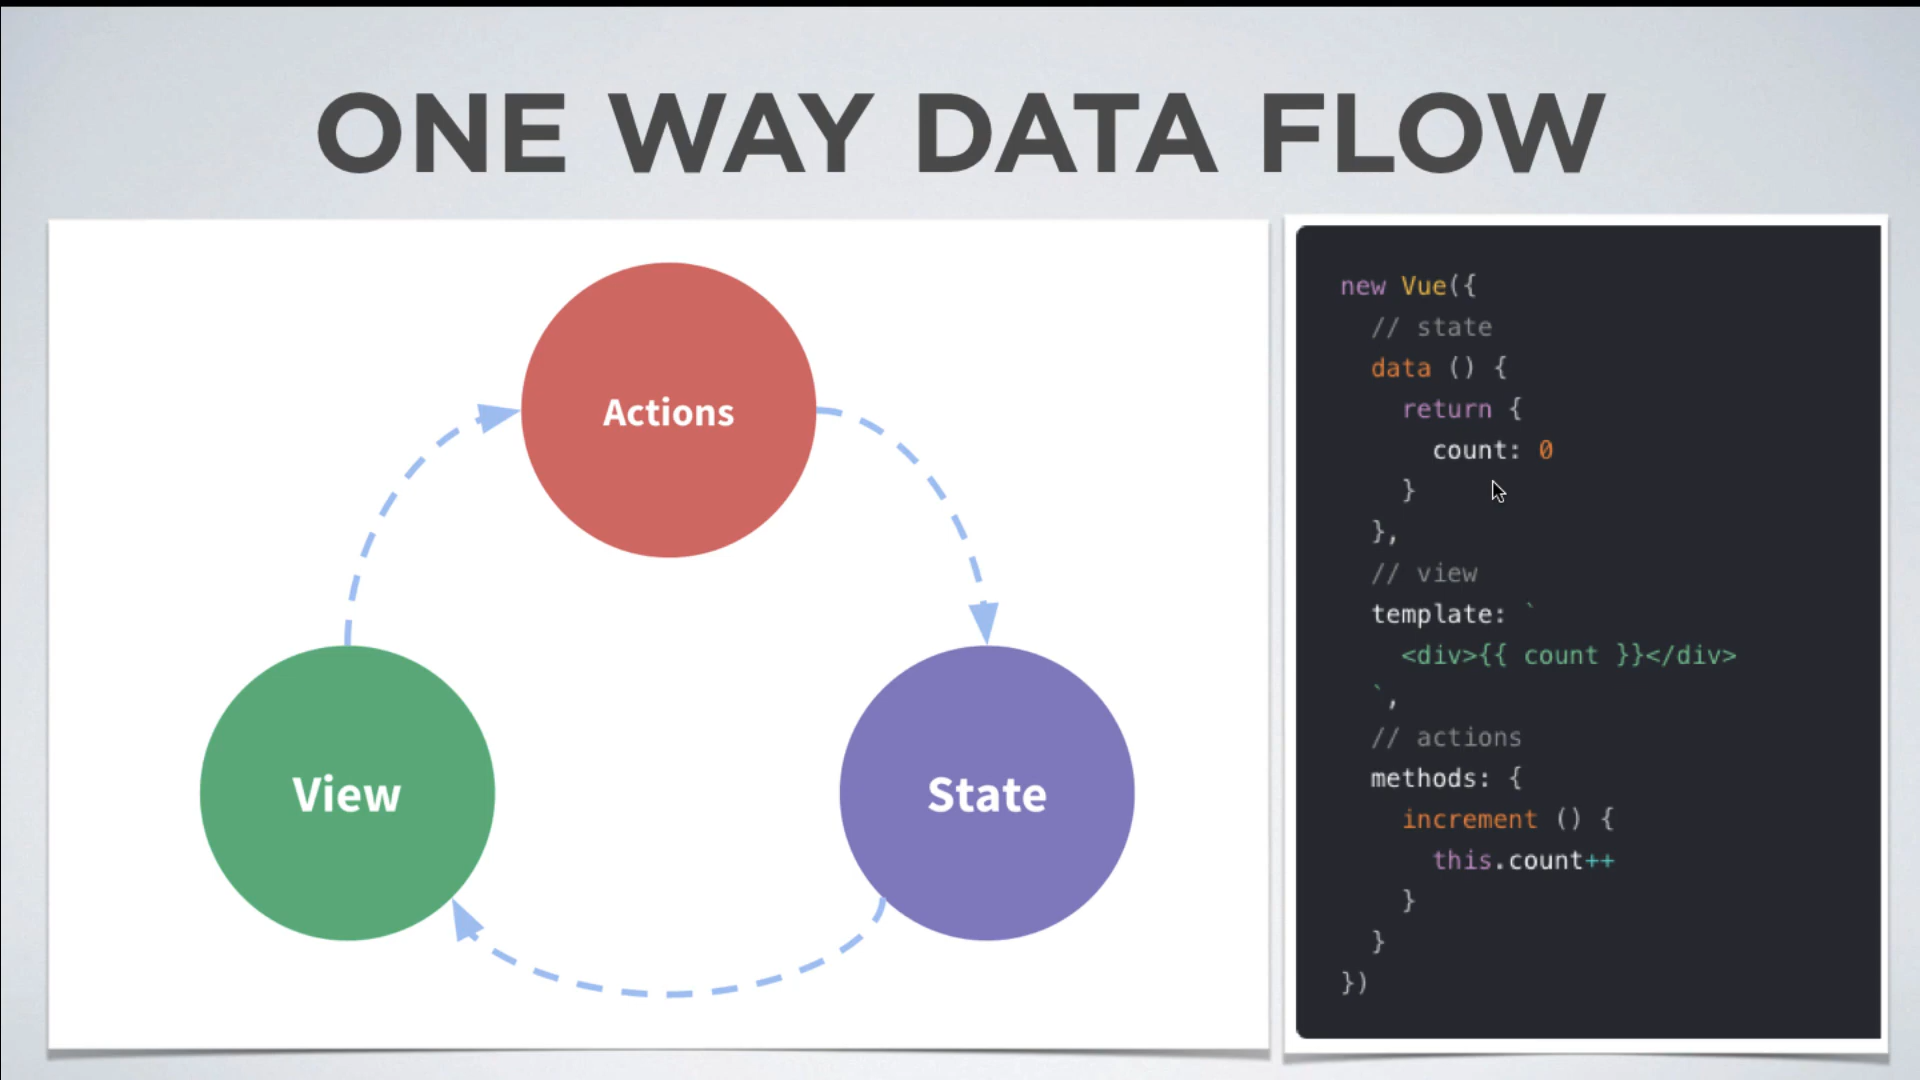 ONE WAY DATA FLOW
Actions
View
State
new Vue({
  // state
  data () {
    return {
      count: 0
    }
  },
  // view
  template: `
    <div>{{ count }}</div>
  `,
  // actions
  methods: {
    increment () {
      this.count++
    }
  }
})